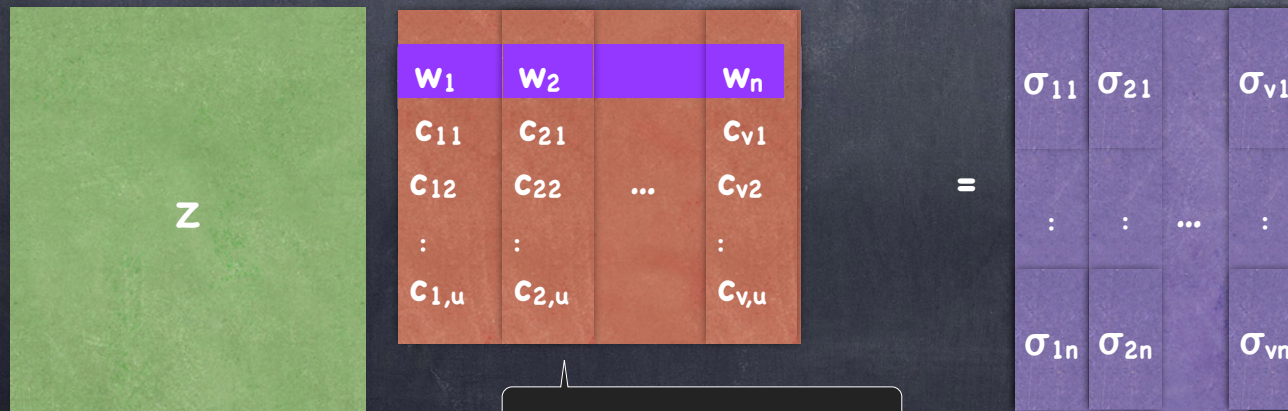 w₁ w₂ wₙ
σ₁₁ σ₂₁ σᵥ₁
c₁₁ c₂₁ cᵥ₁
c₁₂ c₂₂ ... cᵥ₂
=
z
: : :
: : ... :
c₁,ᵤ c₂,ᵤ cᵥ,ᵤ
σ₁ₙ σ₂ₙ σᵥₙ